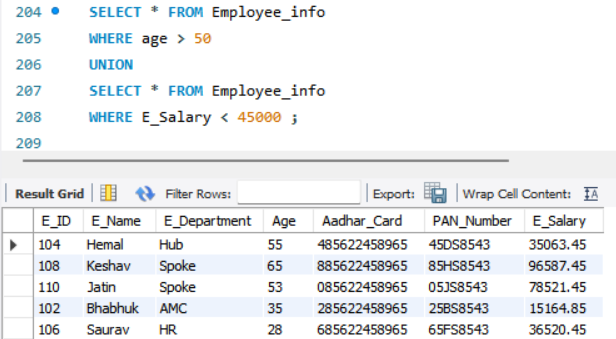 204 SELECT * FROM Employee_info
205 WHERE age > 50
206 UNION
207 SELECT * FROM Employee_info
208 WHERE E_Salary < 45000 ;
209
Result Grid Filter Rows: Export: Wrap Cell Content:
E_ID E_Name E_Department Age Aadhar_Card PAN_Number E_Salary
104 Hemal Hub 55 485622458965 45DS8543 35063.45
108 Keshav Spoke 65 885622458965 85HS8543 96587.45
110 Jatin Spoke 53 085622458965 05JS8543 78521.45
102 Bhabhuk AMC 35 285622458965 25BS8543 15164.85
106 Saurav HR 28 685622458965 65FS8543 36520.45